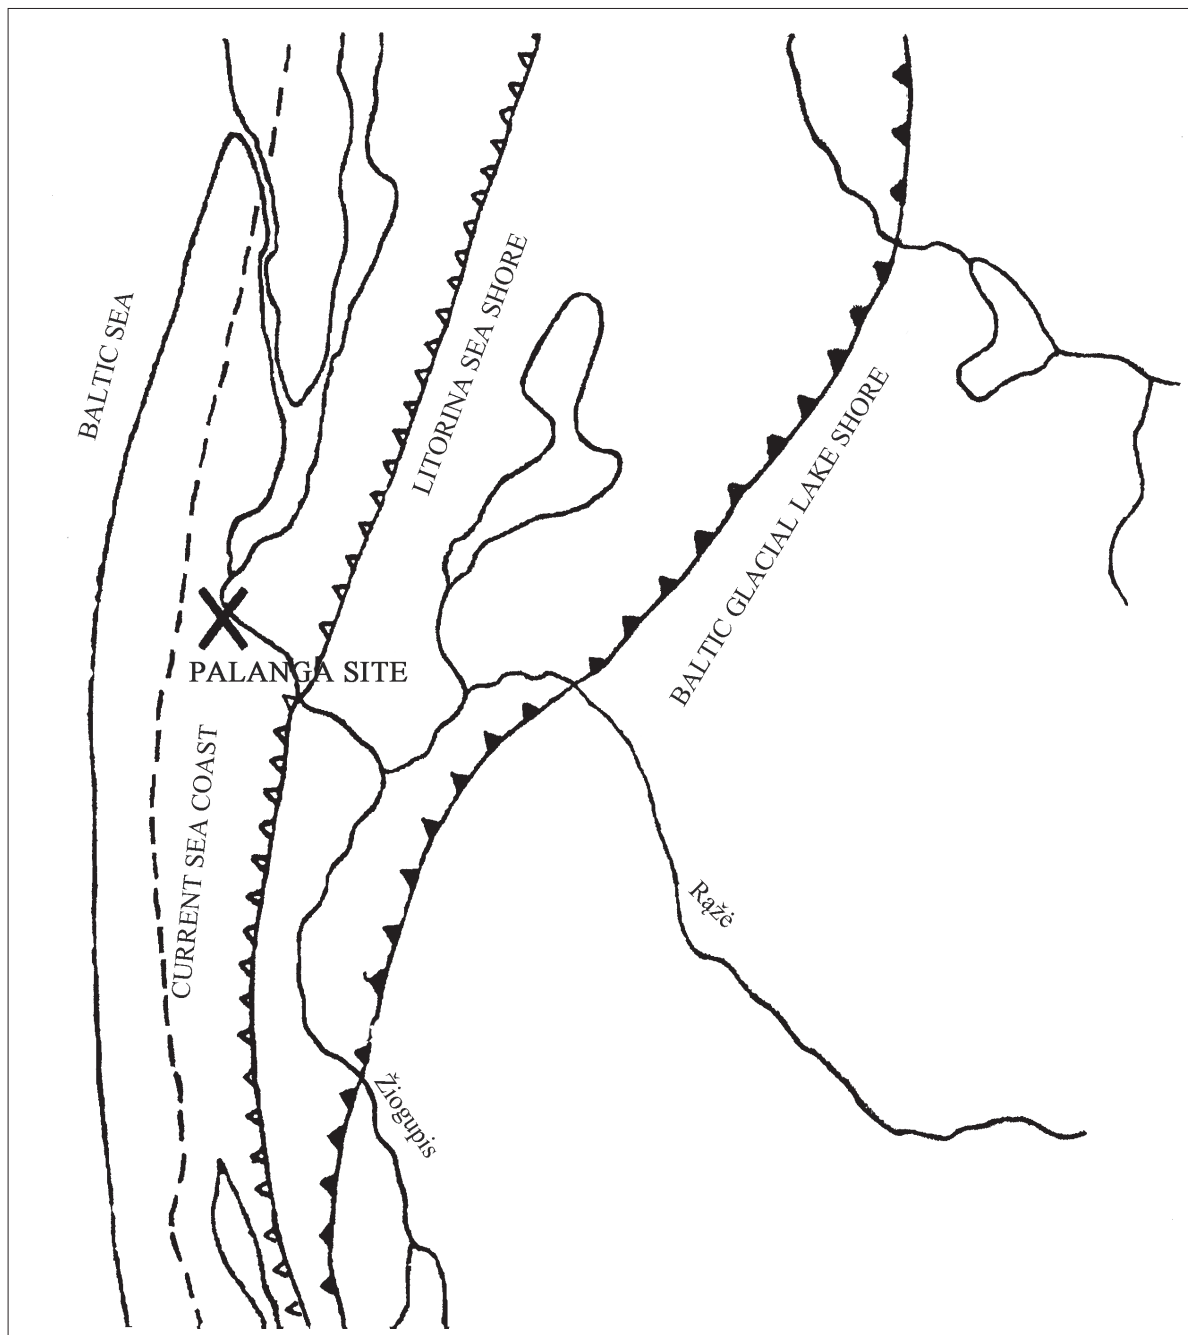 BALTIC SEA
LITORINA SEA SHORE
BALTIC GLACIAL LAKE SHORE
PALANGA SITE
CURRENT SEA COAST
Rąžė
Žiogupis